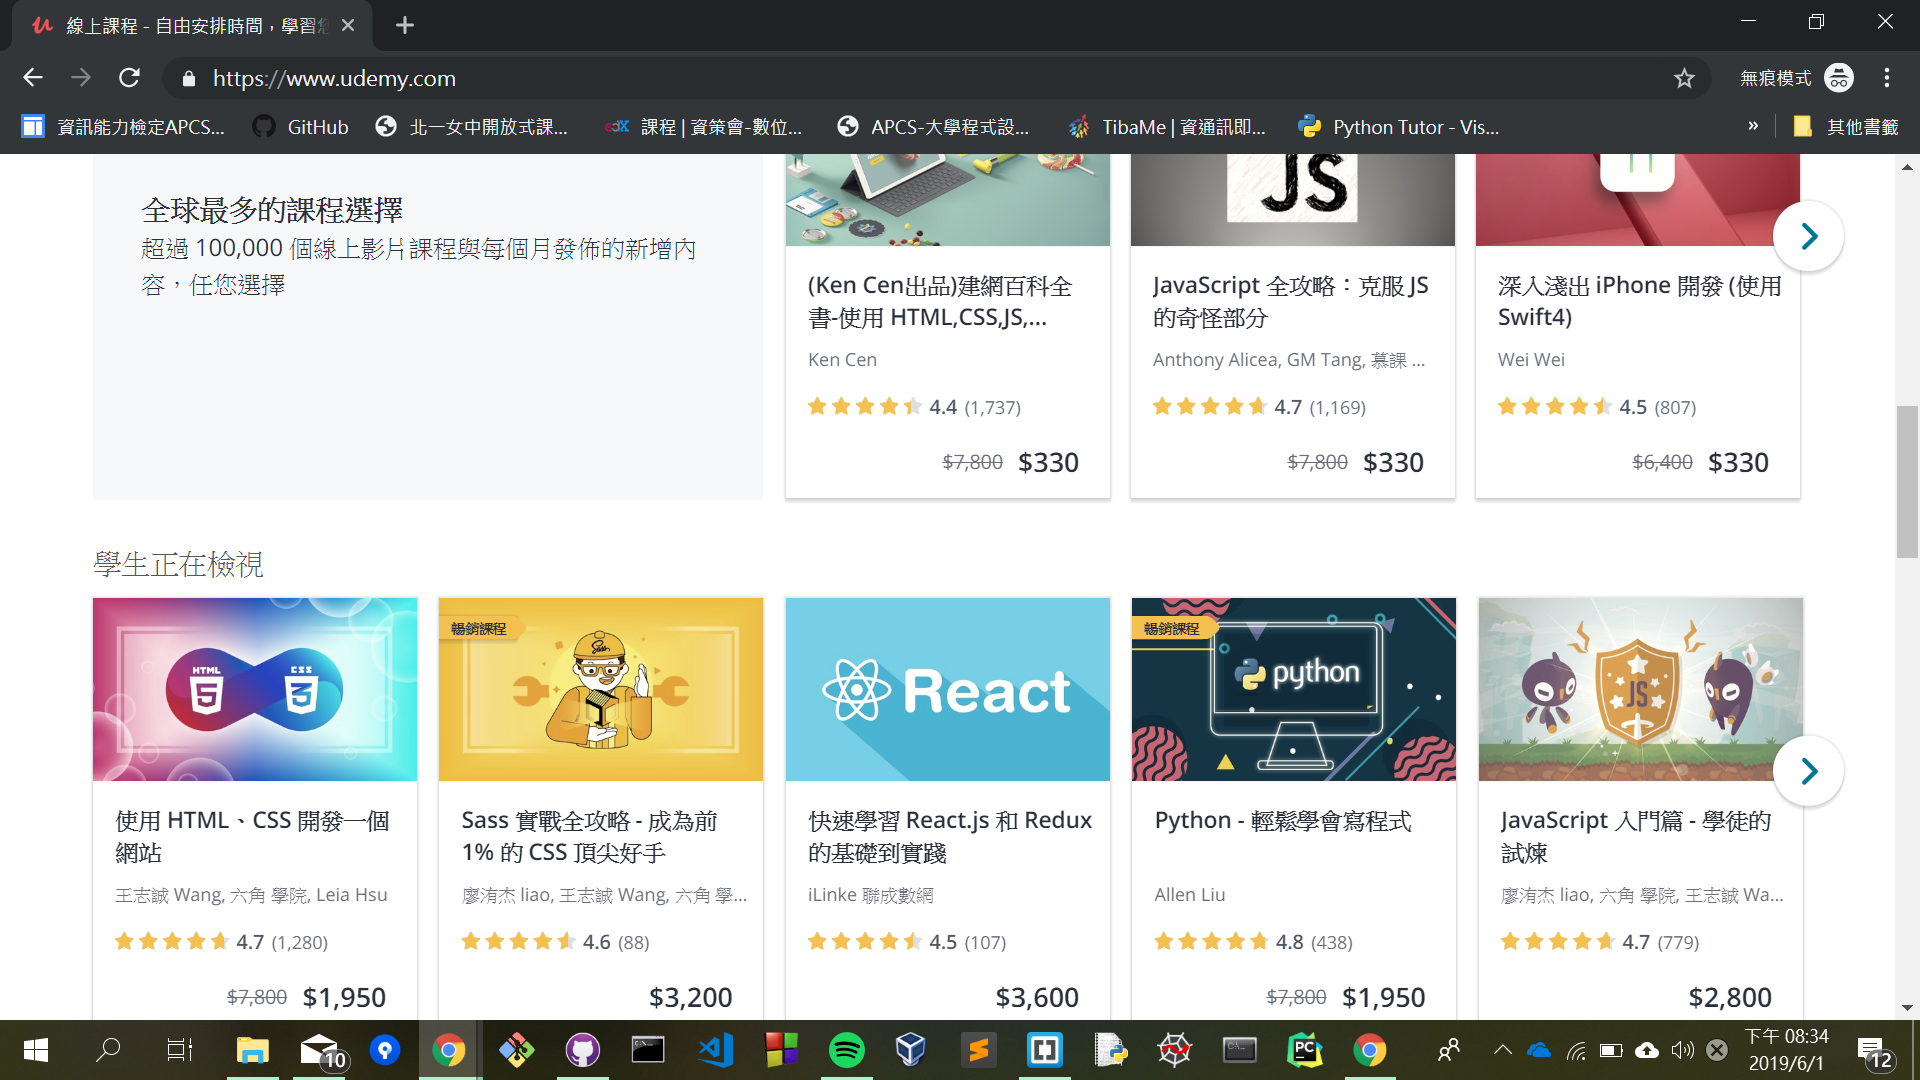 線上課程 - 自由安排時間，學習
https://www.udemy.com
無痕模式
資訊能力檢定APCS...
GitHub
北一女中開放式課...
課程 | 資策會-數位...
APCS-大學程式設...
TibaMe | 資通訊即...
Python Tutor - Vis...
»
其他書籤
全球最多的課程選擇
超過 100,000 個線上影片課程與每個月發佈的新增內
容，任您選擇
JS
(Ken Cen出品)建網百科全
書-使用 HTML,CSS,JS,...
Ken Cen
4.4 (1,737)
$7,800 $330
JavaScript 全攻略：克服 JS
的奇怪部分
Anthony Alicea, GM Tang, 慕課 ...
4.7 (1,169)
$7,800 $330
深入淺出 iPhone 開發 (使用
Swift4)
Wei Wei
4.5 (807)
$6,400 $330
學生正在檢視
HTML
5
CSS
3
使用 HTML、CSS 開發一個
網站
王志誠 Wang, 六角 學院, Leia Hsu
4.7 (1,280)
$7,800 $1,950
暢銷課程
Sass
Sass 實戰全攻略 - 成為前
1% 的 CSS 頂尖好手
廖洧杰 liao, 王志誠 Wang, 六角 學...
4.6 (88)
$3,200
React
快速學習 React.js 和 Redux
的基礎到實踐
iLinke 聯成數網
4.5 (107)
$3,600
暢銷課程
python
Python - 輕鬆學會寫程式
Allen Liu
4.8 (438)
$7,800 $1,950
JS
JavaScript 入門篇 - 學徒的
試煉
廖洧杰 liao, 六角 學院, 王志誠 Wa...
4.7 (779)
$2,800
10
PC
下午 08:34
2019/6/1
12